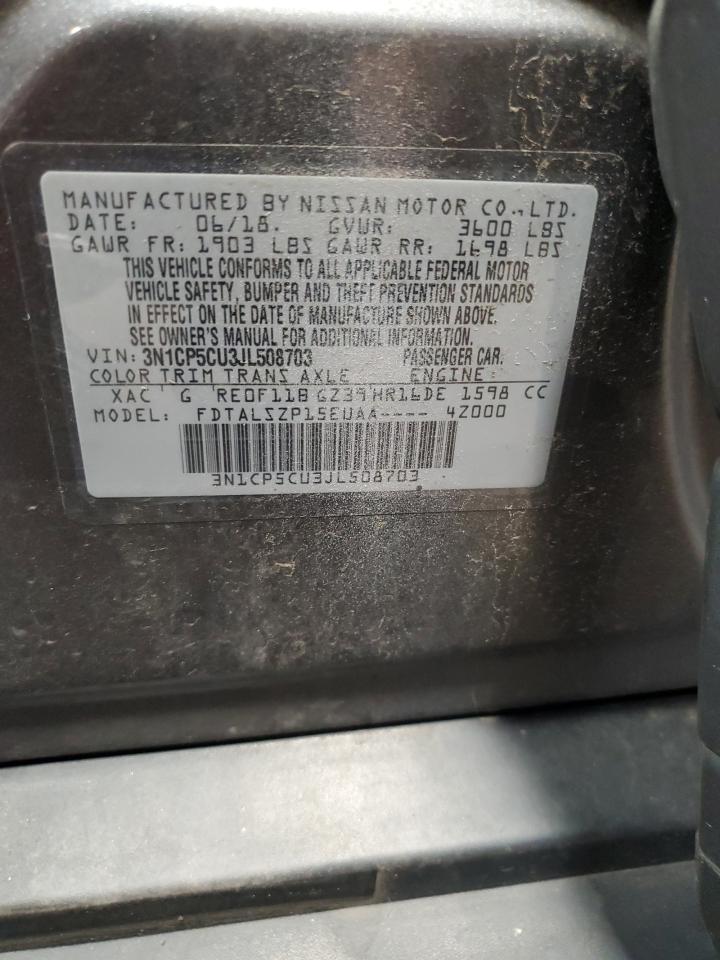 MANUFACTURED BY NISSAN MOTOR CO.,LTD.
DATE: 06/18. GVWR: 3600 LBS
GAWR FR: 1903 LBS GAWR RR: 1698 LBS
THIS VEHICLE CONFORMS TO ALL APPLICABLE FEDERAL MOTOR
VEHICLE SAFETY, BUMPER AND THEFT PREVENTION STANDARDS
IN EFFECT ON THE DATE OF MANUFACTURE SHOWN ABOVE.
SEE OWNER'S MANUAL FOR ADDITIONAL INFORMATION.
VIN: 3N1CP5CU3JL508703 PASSENGER CAR.
COLOR TRIM TRANS AXLE ENGINE:
XAC G RE0F11B GZ39 HR16DE 1598 CC
MODEL: FDTALSZP15EUAA---- 4Z000
3N1CP5CU3JL508703